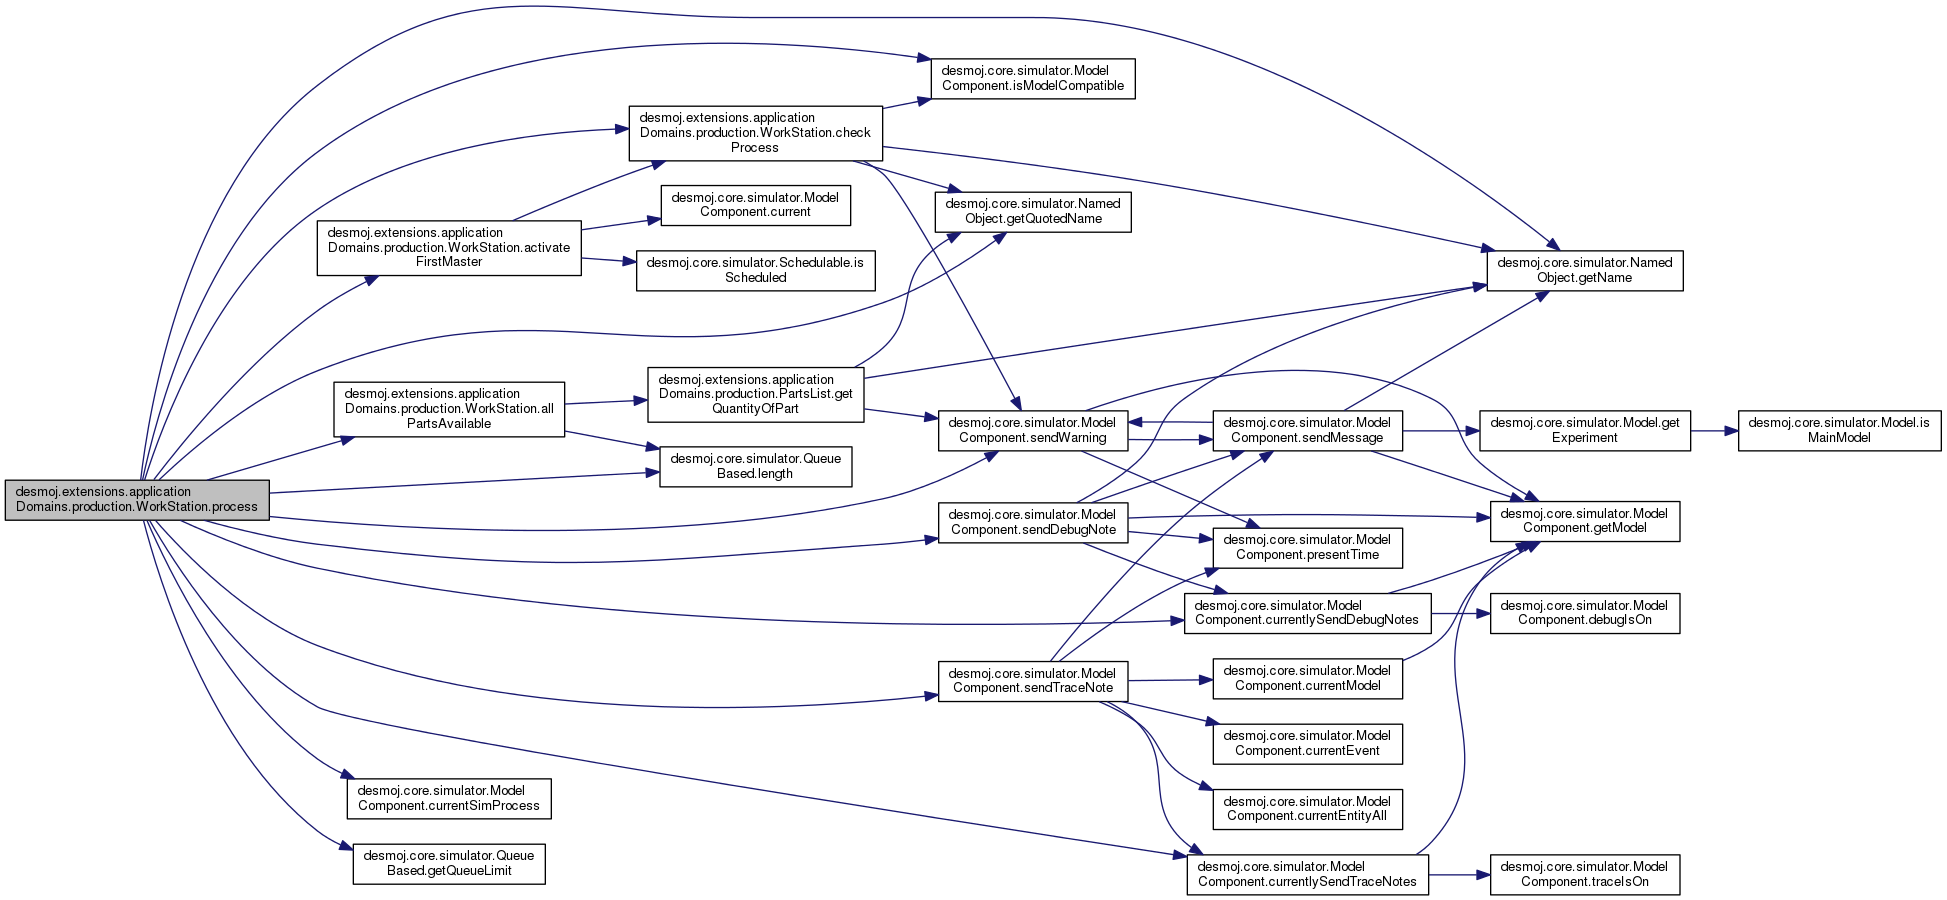 desmoj.extensions.application
Domains.production.WorkStation.process
desmoj.extensions.application
Domains.production.WorkStation.activate
FirstMaster
desmoj.extensions.application
Domains.production.WorkStation.all
PartsAvailable
desmoj.core.simulator.Model
Component.currentSimProcess
desmoj.core.simulator.Queue
Based.getQueueLimit
desmoj.extensions.application
Domains.production.WorkStation.check
Process
desmoj.core.simulator.Model
Component.current
desmoj.core.simulator.Schedulable.is
Scheduled
desmoj.extensions.application
Domains.production.PartsList.get
QuantityOfPart
desmoj.core.simulator.Queue
Based.length
desmoj.core.simulator.Model
Component.isModelCompatible
desmoj.core.simulator.Named
Object.getQuotedName
desmoj.core.simulator.Model
Component.sendWarning
desmoj.core.simulator.Model
Component.sendDebugNote
desmoj.core.simulator.Model
Component.sendTraceNote
desmoj.core.simulator.Model
Component.sendMessage
desmoj.core.simulator.Model
Component.presentTime
desmoj.core.simulator.Model
Component.currentlySendDebugNotes
desmoj.core.simulator.Model
Component.currentModel
desmoj.core.simulator.Model
Component.currentEvent
desmoj.core.simulator.Model
Component.currentEntityAll
desmoj.core.simulator.Model
Component.currentlySendTraceNotes
desmoj.core.simulator.Named
Object.getName
desmoj.core.simulator.Model.get
Experiment
desmoj.core.simulator.Model
Component.getModel
desmoj.core.simulator.Model
Component.debugIsOn
desmoj.core.simulator.Model
Component.traceIsOn
desmoj.core.simulator.Model.is
MainModel